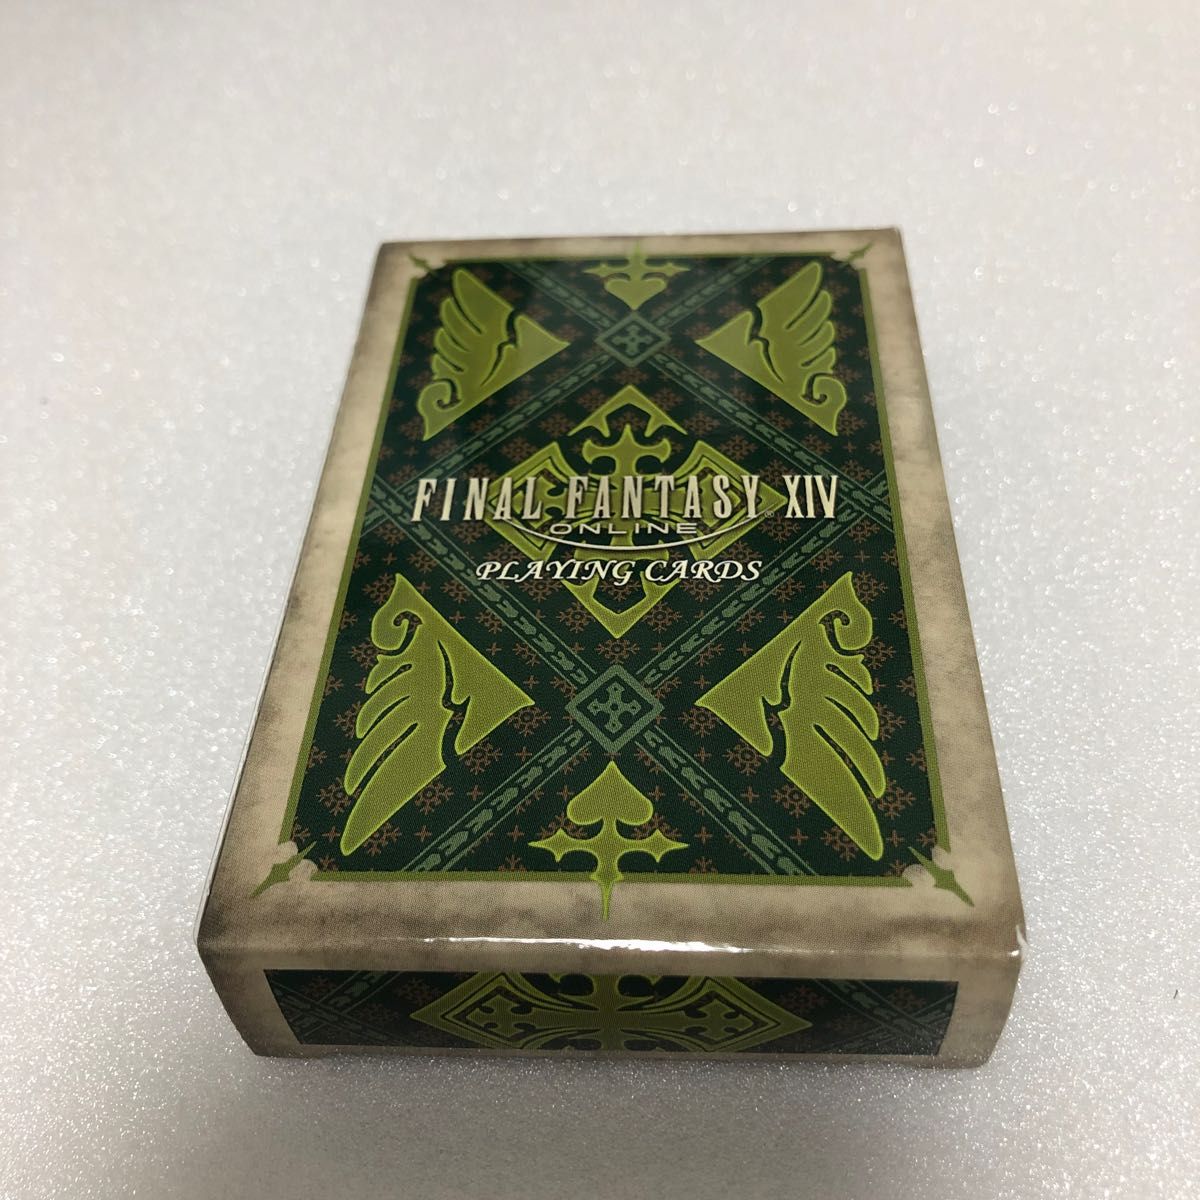 FINAL FANTASY® XIV
ONLINE
PLAYING CARDS